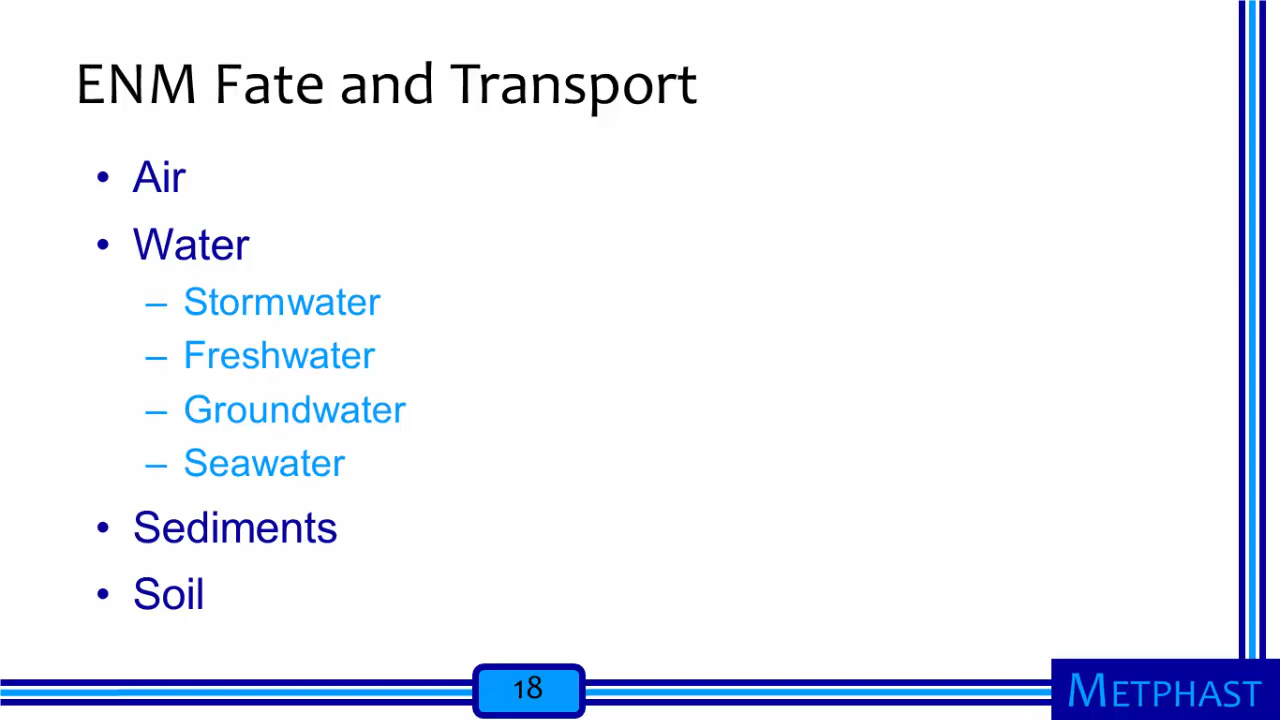 ENM Fate and Transport
• Air
• Water
– Stormwater
– Freshwater
– Groundwater
– Seawater
• Sediments
• Soil
18
METPHAST